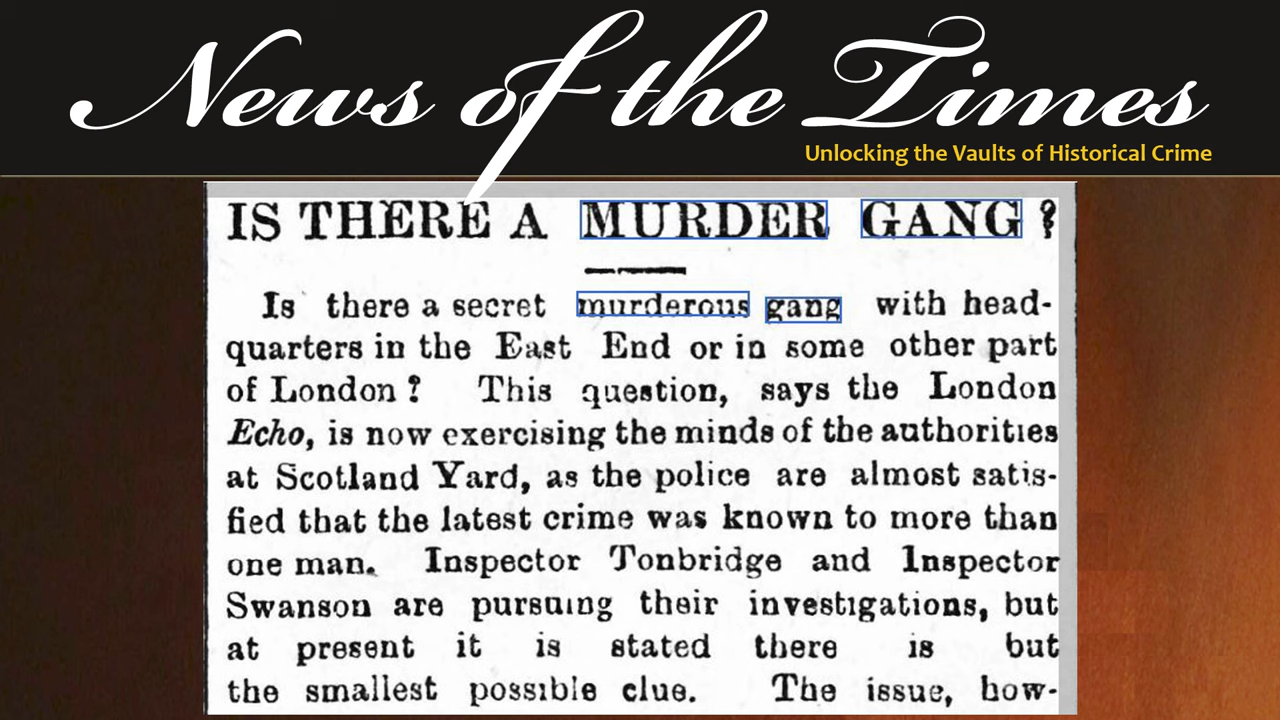 News of the Times
Unlocking the Vaults of Historical Crime
IS THERE A MURDER GANG ?
Is there a secret murderous gang with head-
quarters in the East End or in some other part
of London ? This question, says the London
Echo, is now exercising the minds of the authorities
at Scotland Yard, as the police are almost satis-
fied that the latest crime was known to more than
one man. Inspector Tonbridge and Inspector
Swanson are pursuing their investigations, but
at present it is stated there is but
the smallest possible clue. The issue, how-